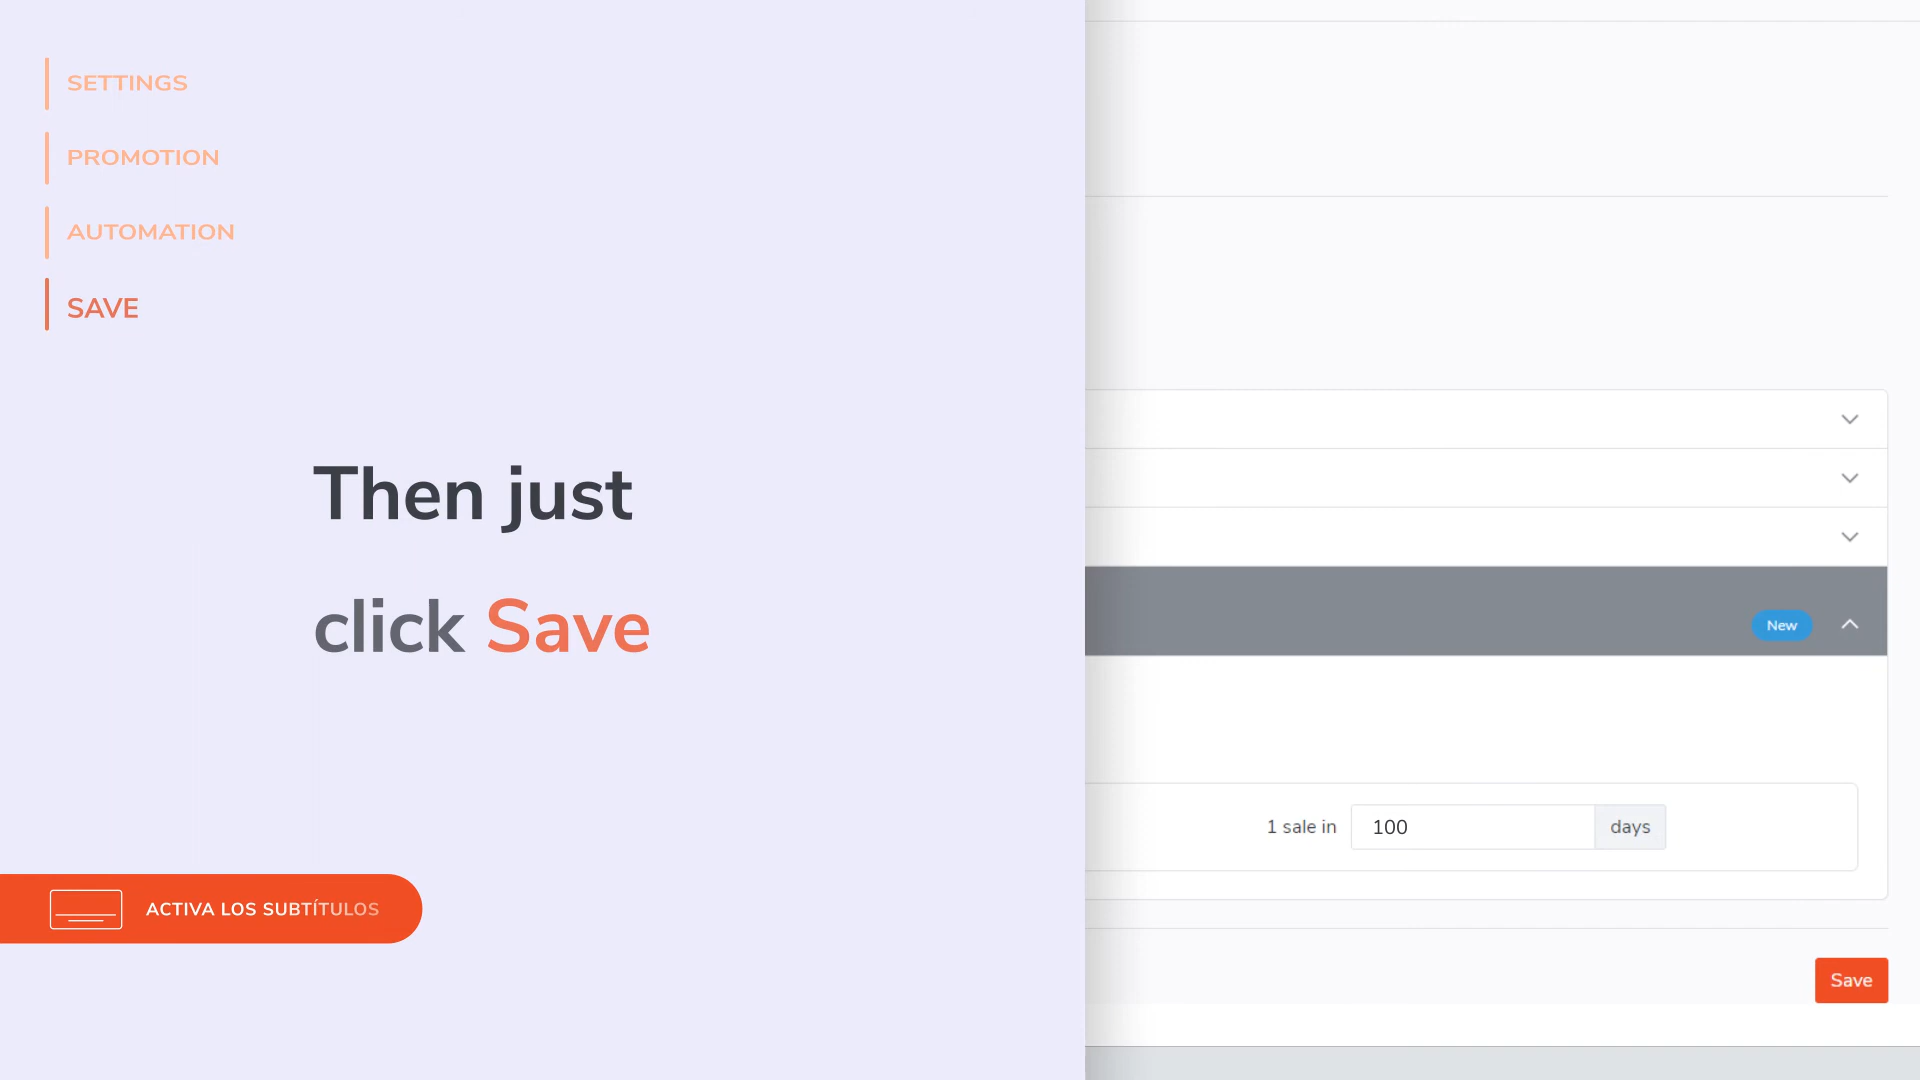 SETTINGS
PROMOTION
AUTOMATION
SAVE
Then just
click Save
ACTIVA LOS SUBTÍTULOS
New
1 sale in 100 days
Save